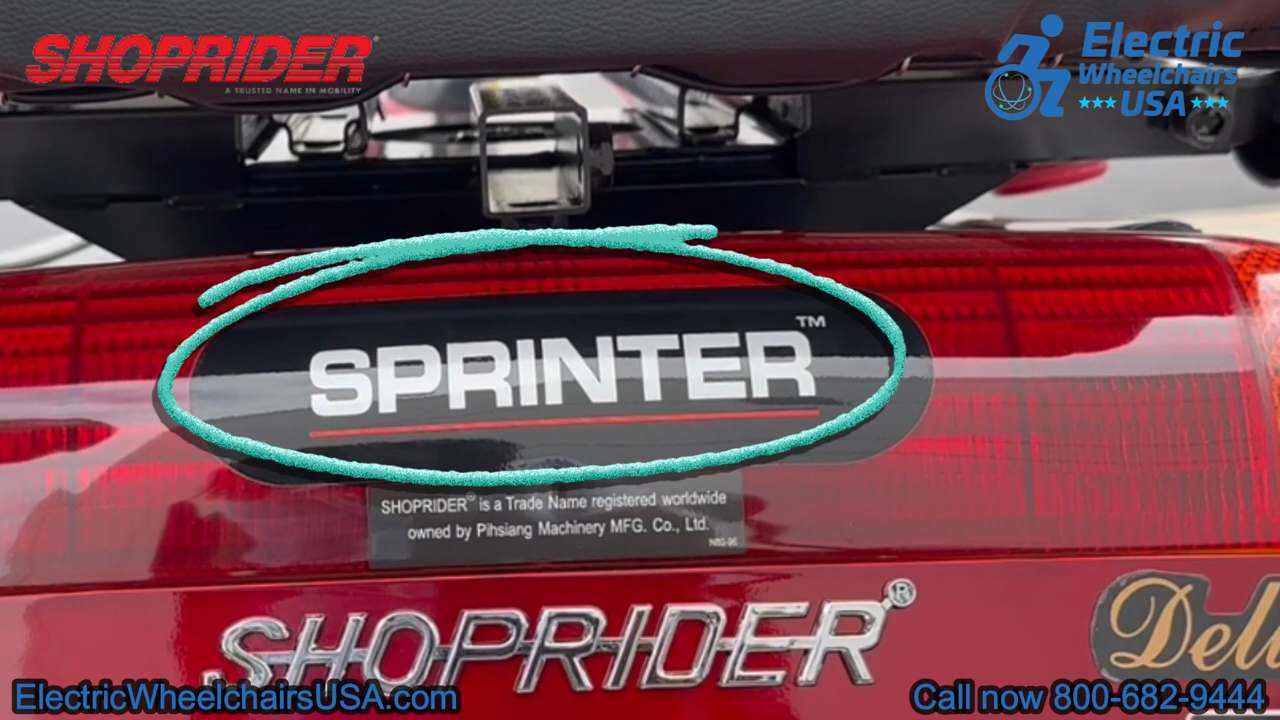 SHOPRIDER
A TRUSTED NAME IN MOBILITY
Electric
Wheelchairs
USA
SPRINTER™
SHOPRIDER® is a Trade Name registered worldwide
owned by Pihsiang Machinery MFG. Co., Ltd.
SHOPRIDER®
ElectricWheelchairsUSA.com
Call now 800-682-9444